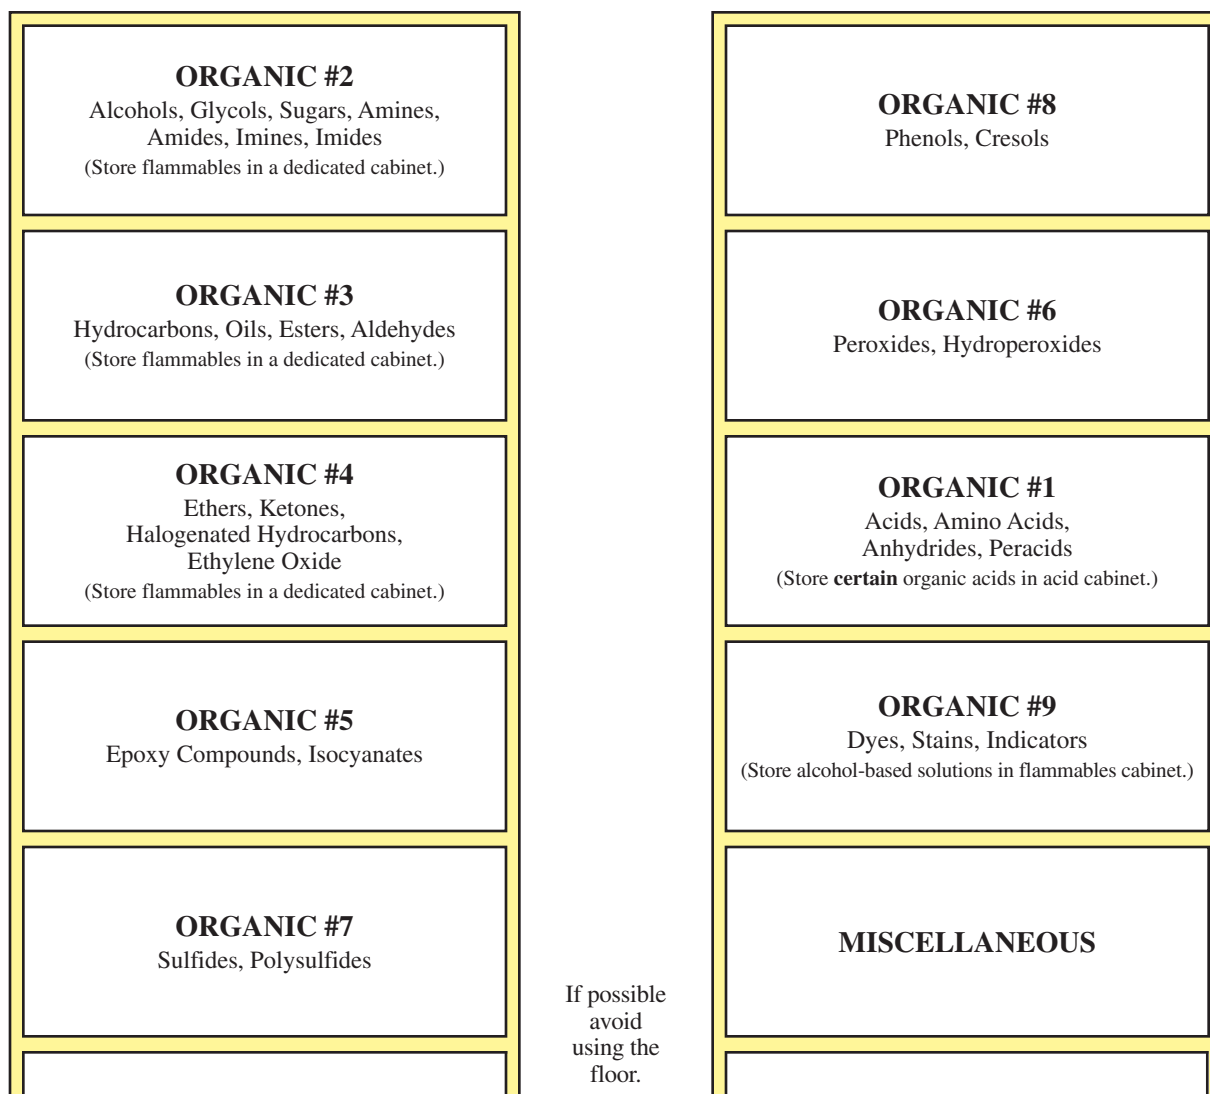 ORGANIC #2
Alcohols, Glycols, Sugars, Amines,
Amides, Imines, Imides
(Store flammables in a dedicated cabinet.)
ORGANIC #3
Hydrocarbons, Oils, Esters, Aldehydes
(Store flammables in a dedicated cabinet.)
ORGANIC #4
Ethers, Ketones,
Halogenated Hydrocarbons,
Ethylene Oxide
(Store flammables in a dedicated cabinet.)
ORGANIC #5
Epoxy Compounds, Isocyanates
ORGANIC #7
Sulfides, Polysulfides
If possible
avoid
using the
floor.
ORGANIC #8
Phenols, Cresols
ORGANIC #6
Peroxides, Hydroperoxides
ORGANIC #1
Acids, Amino Acids,
Anhydrides, Peracids
(Store certain organic acids in acid cabinet.)
ORGANIC #9
Dyes, Stains, Indicators
(Store alcohol-based solutions in flammables cabinet.)
MISCELLANEOUS